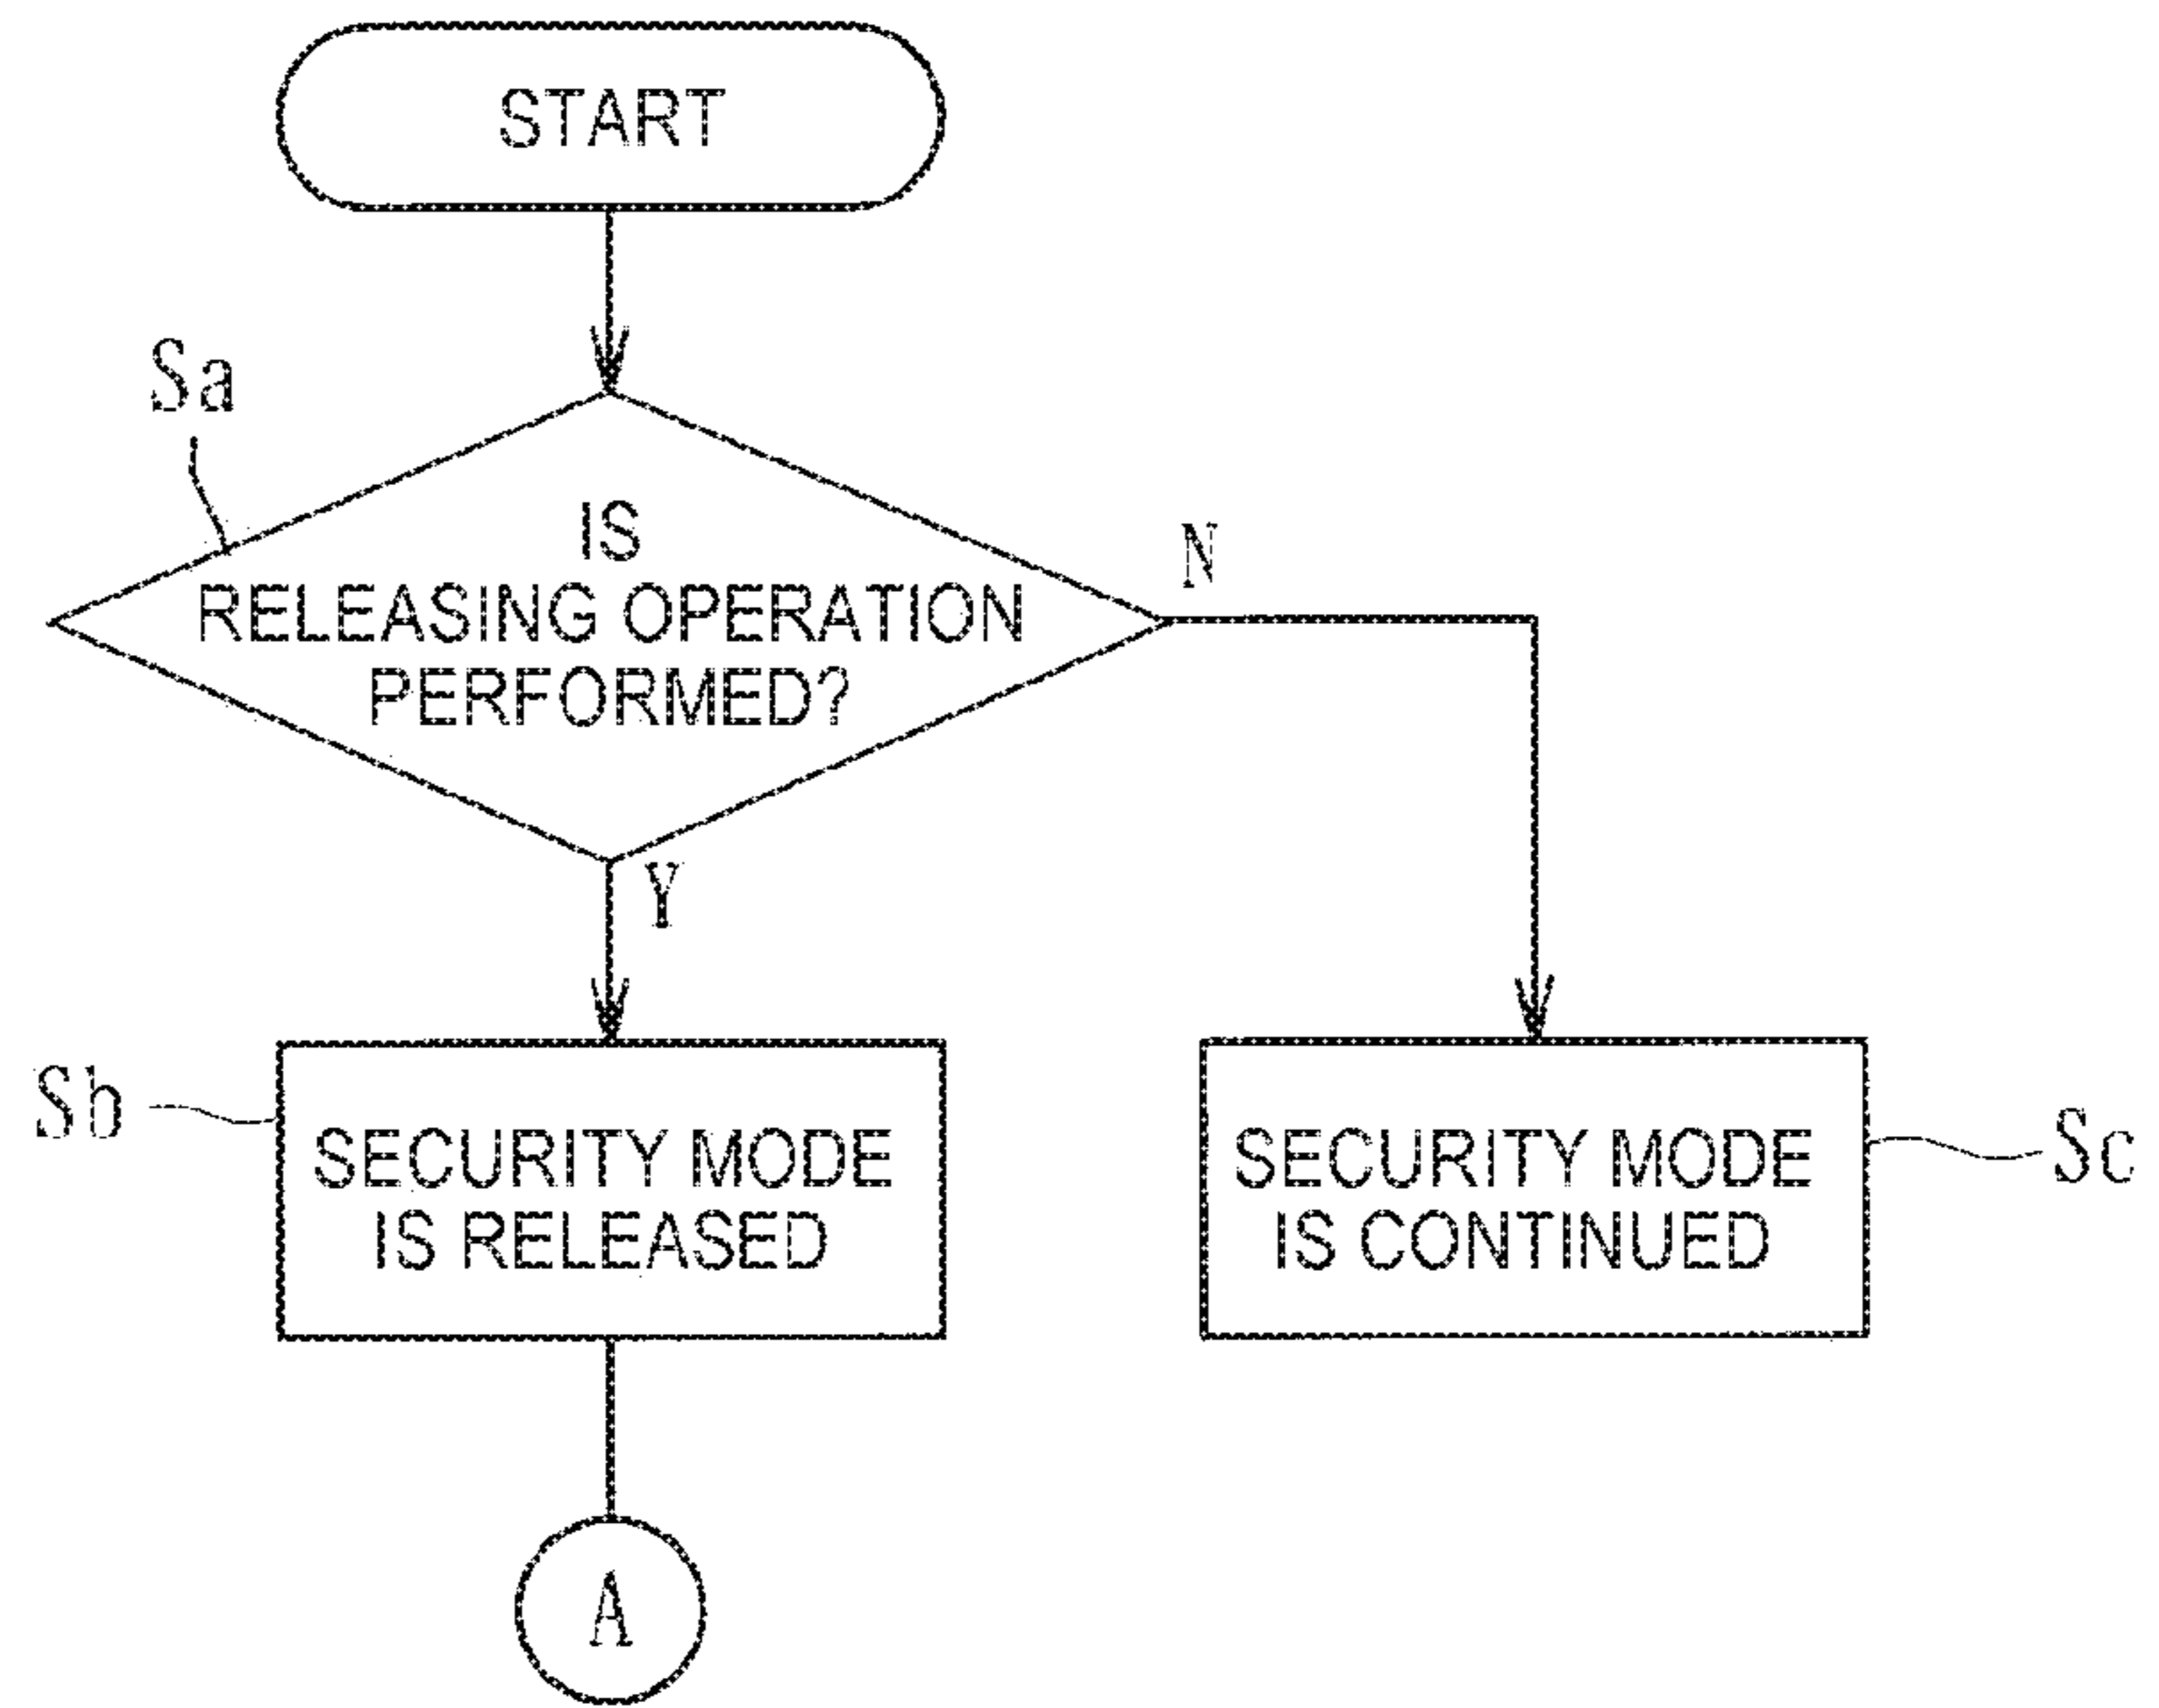 START
Sa
IS
RELEASING OPERATION
PERFORMED?
N
Y
Sb
SECURITY MODE
IS RELEASED
SECURITY MODE
IS CONTINUED
Sc
A